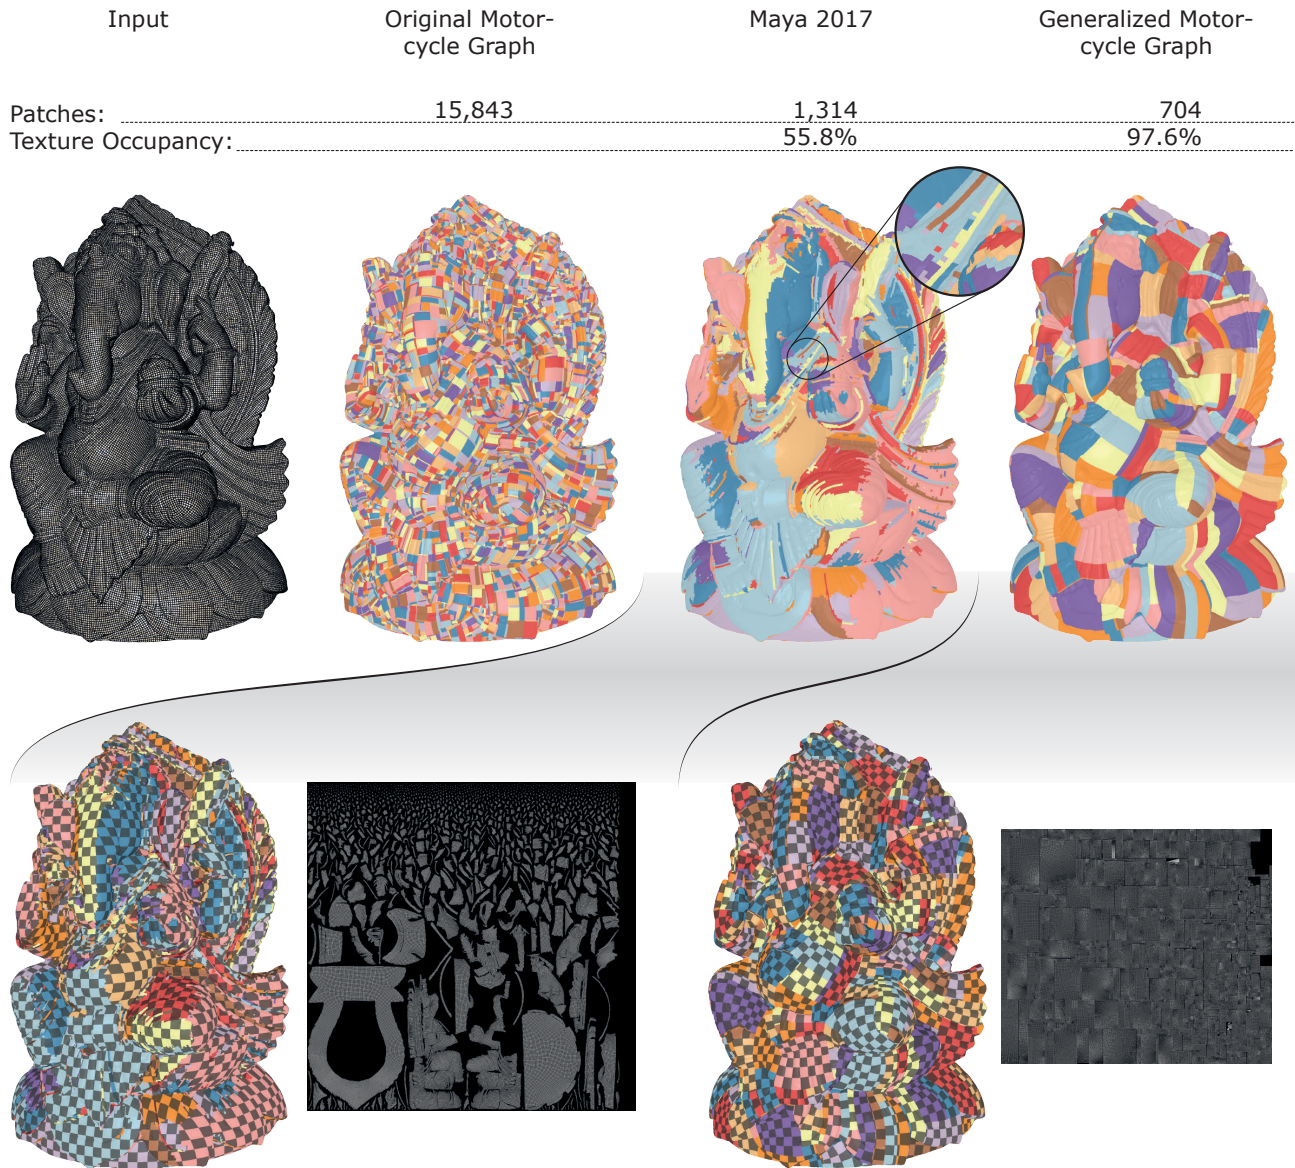 Input
Original Motor-
cycle Graph
Maya 2017
Generalized Motor-
cycle Graph
Patches: 15,843 1,314 704
Texture Occupancy: 55.8% 97.6%